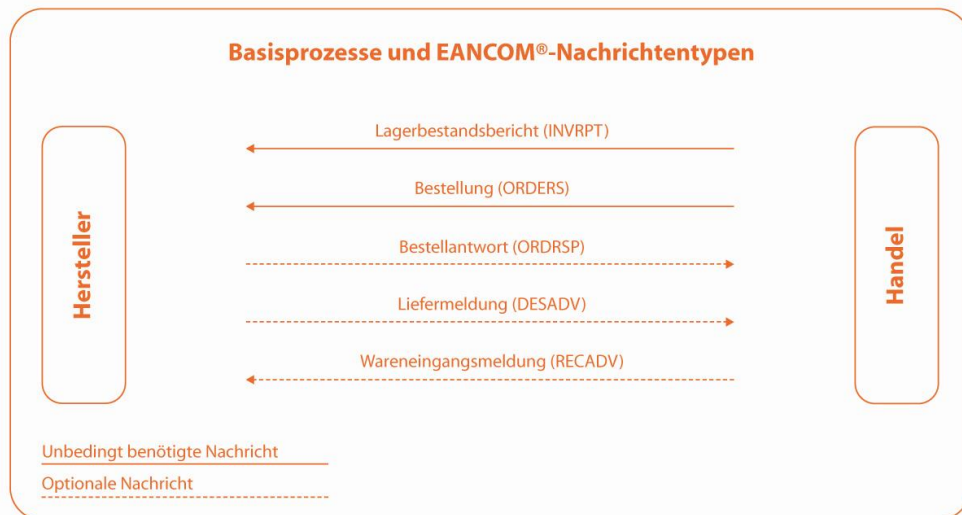 Basisprozesse und EANCOM®-Nachrichtentypen
Hersteller
Lagerbestandsbericht (INVRPT)
Bestellung (ORDERS)
Bestellantwort (ORDRSP)
Liefermeldung (DESADV)
Wareneingangsmeldung (RECADV)
Handel
Unbedingt benötigte Nachricht
Optionale Nachricht